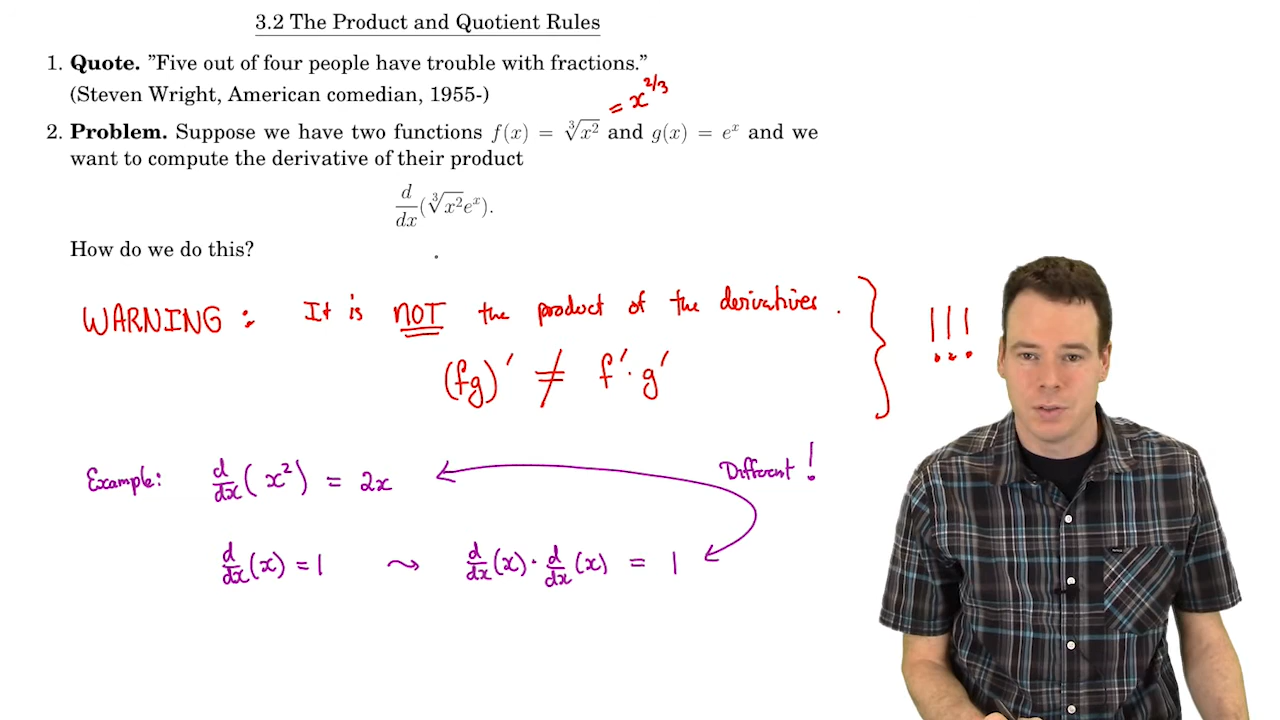 3.2 The Product and Quotient Rules
1. Quote. ”Five out of four people have trouble with fractions.”
(Steven Wright, American comedian, 1955-)
= x^{2/3}
2. Problem. Suppose we have two functions f(x) = ∛x² and g(x) = eˣ and we
want to compute the derivative of their product
d/dx (∛x² eˣ).
How do we do this?
WARNING: It is NOT the product of the derivatives. } !!!
(fg)' ≠ f'·g'
Example: d/dx (x²) = 2x Different!
d/dx (x) = 1 ⤳ d/dx (x) · d/dx (x) = 1